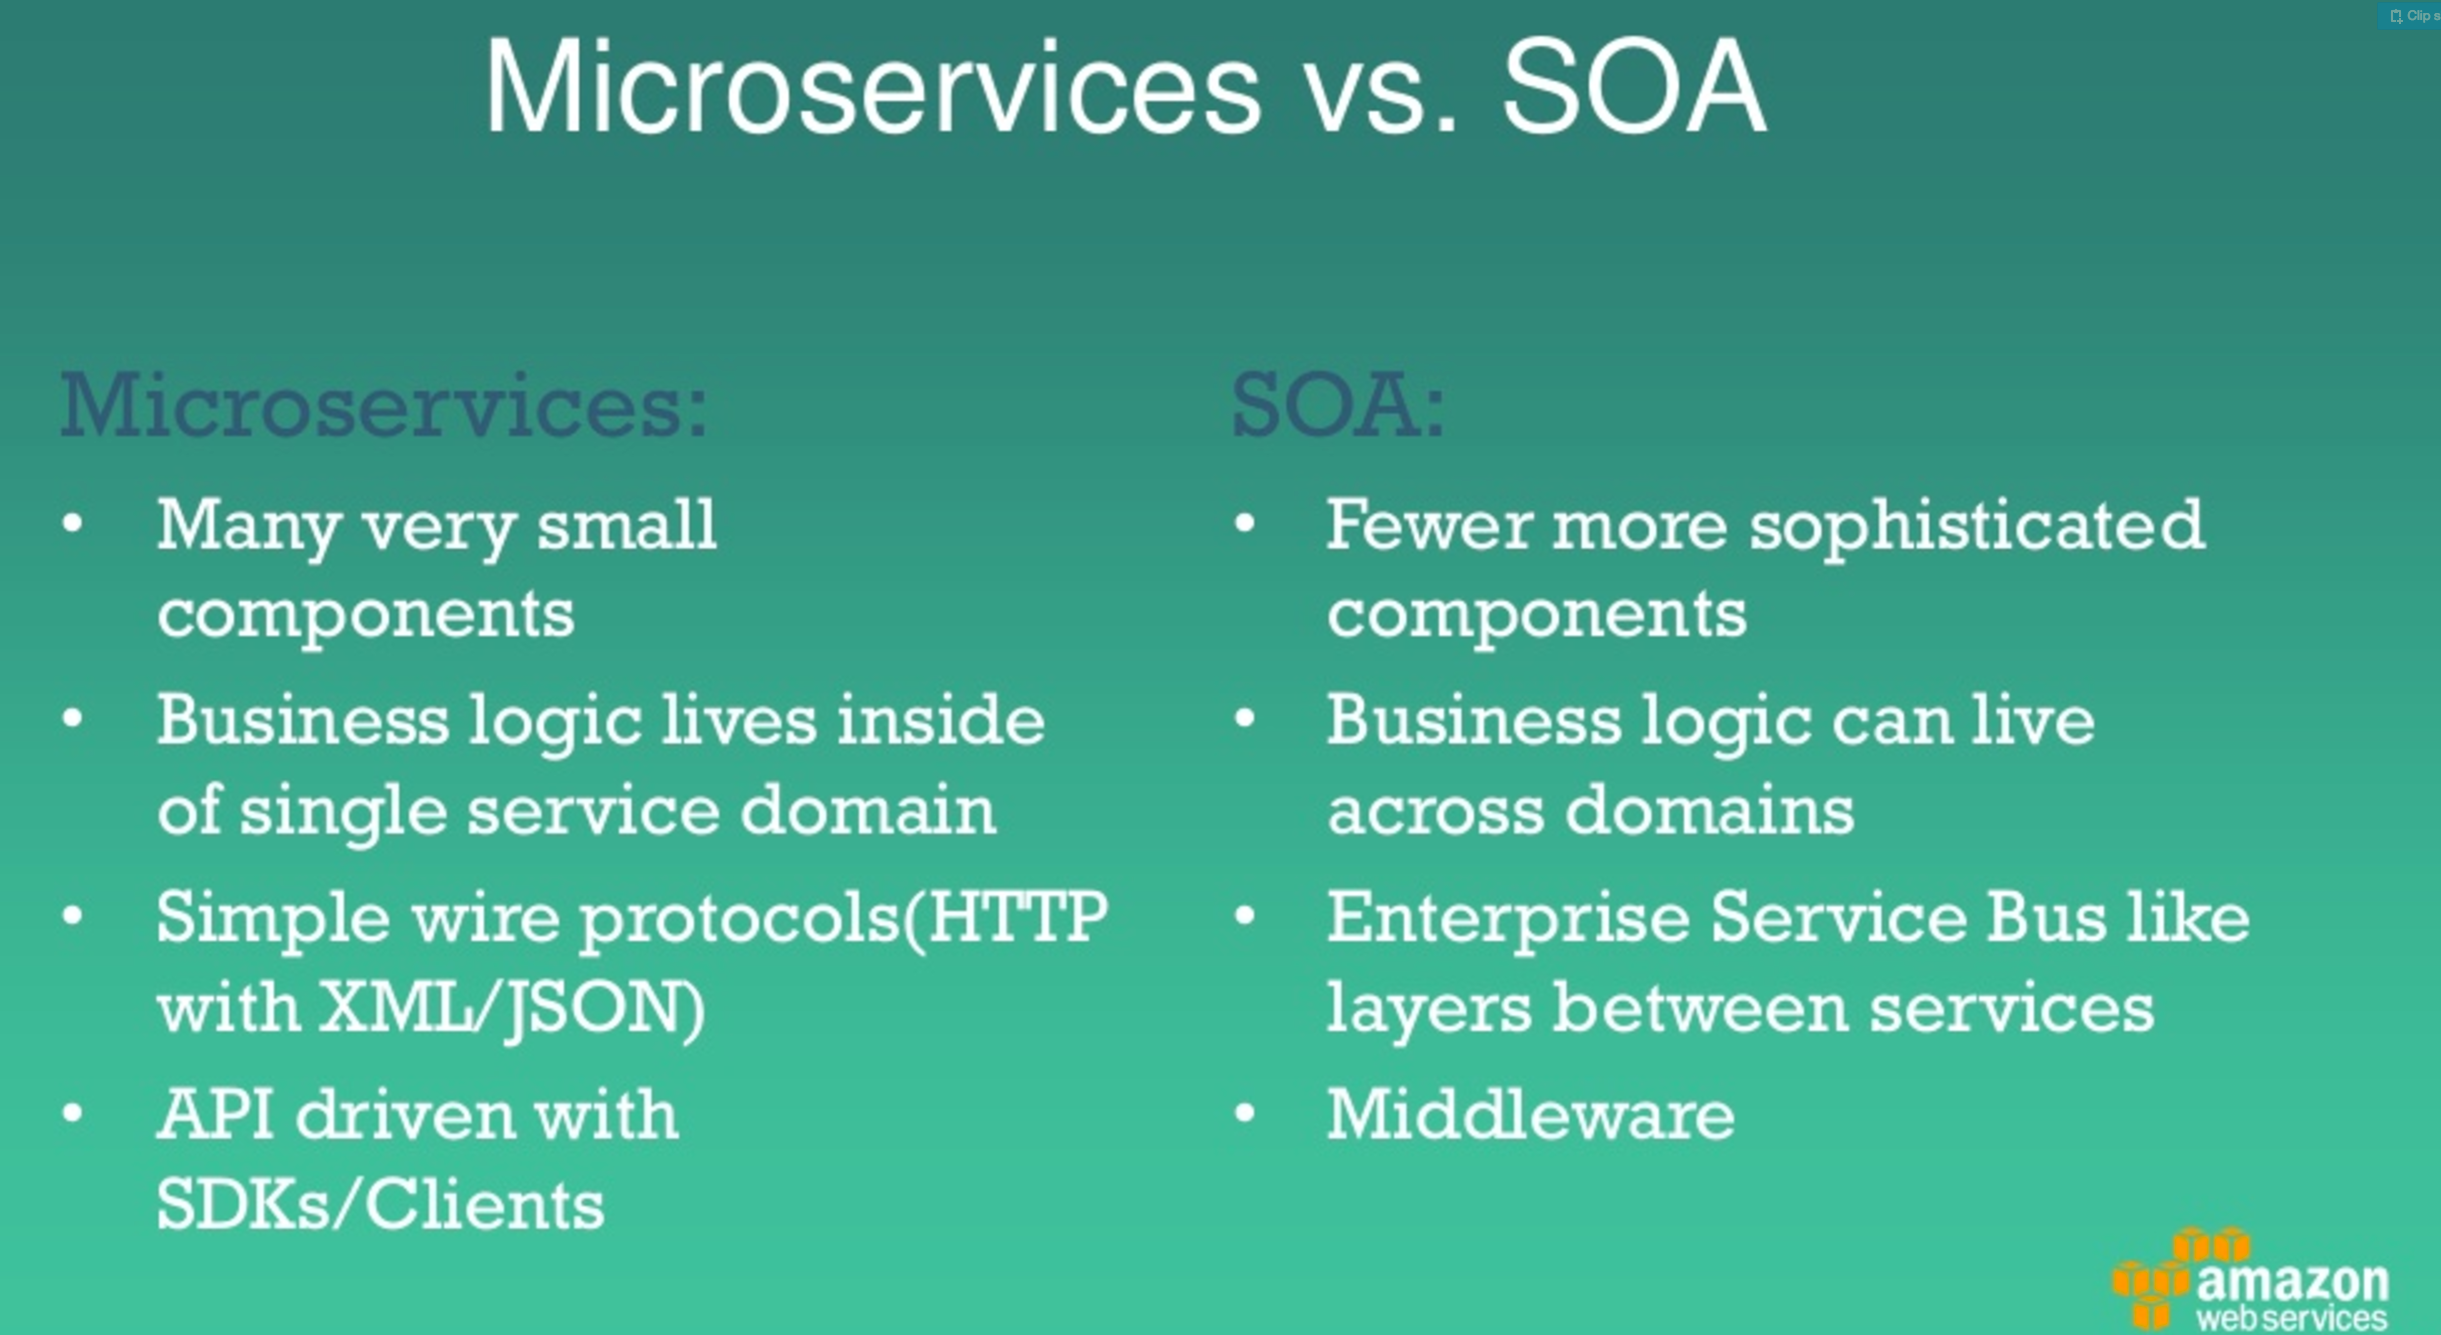 Clip s
Microservices vs. SOA
Microservices:
• Many very small
components
• Business logic lives inside
of single service domain
• Simple wire protocols(HTTP
with XML/JSON)
• API driven with
SDKs/Clients
SOA:
• Fewer more sophisticated
components
• Business logic can live
across domains
• Enterprise Service Bus like
layers between services
• Middleware
amazon
web services